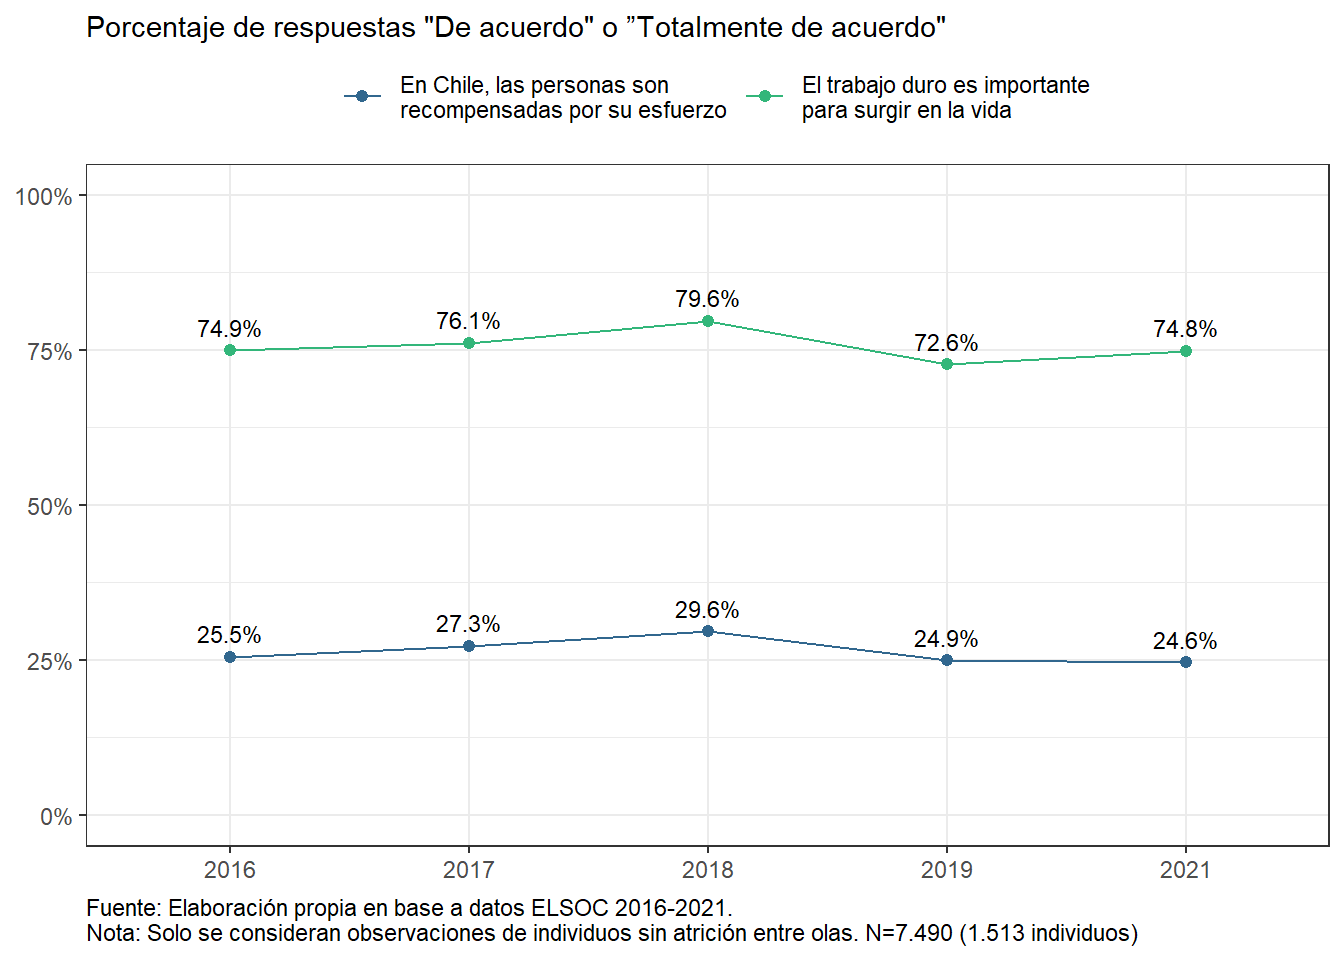 Porcentaje de respuestas "De acuerdo" o ”Totalmente de acuerdo"
En Chile, las personas son
recompensadas por su esfuerzo
El trabajo duro es importante
para surgir en la vida
100%
75%
50%
25%
0%
74.9%
76.1%
79.6%
72.6%
74.8%
25.5%
27.3%
29.6%
24.9%
24.6%
2016
2017
2018
2019
2021
Fuente: Elaboración propia en base a datos ELSOC 2016-2021.
Nota: Solo se consideran observaciones de individuos sin atrición entre olas. N=7.490 (1.513 individuos)